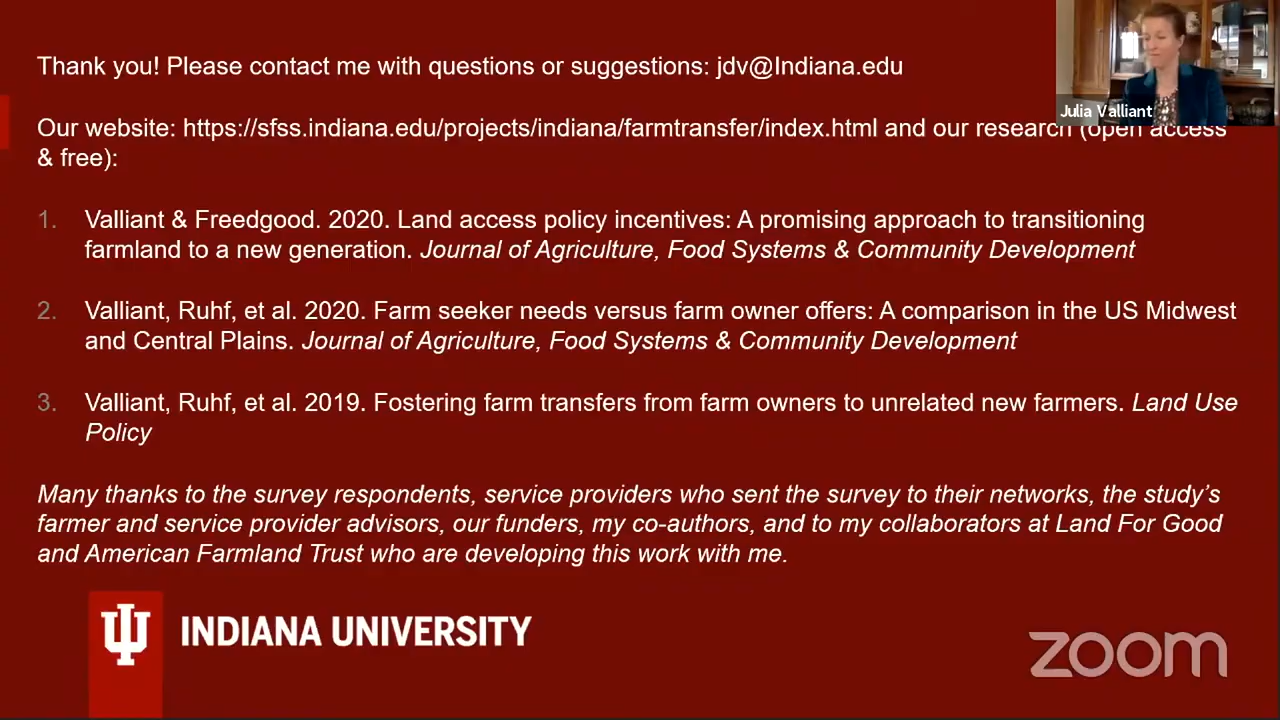 Thank you! Please contact me with questions or suggestions: jdv@Indiana.edu
Julia Valliant
Our website: https://sfss.indiana.edu/projects/indiana/farmtransfer/index.html and our research (open access
& free):
1. Valliant & Freedgood. 2020. Land access policy incentives: A promising approach to transitioning
farmland to a new generation. Journal of Agriculture, Food Systems & Community Development
2. Valliant, Ruhf, et al. 2020. Farm seeker needs versus farm owner offers: A comparison in the US Midwest
and Central Plains. Journal of Agriculture, Food Systems & Community Development
3. Valliant, Ruhf, et al. 2019. Fostering farm transfers from farm owners to unrelated new farmers. Land Use
Policy
Many thanks to the survey respondents, service providers who sent the survey to their networks, the study's
farmer and service provider advisors, our funders, my co-authors, and to my collaborators at Land For Good
and American Farmland Trust who are developing this work with me.
INDIANA UNIVERSITY
zoom